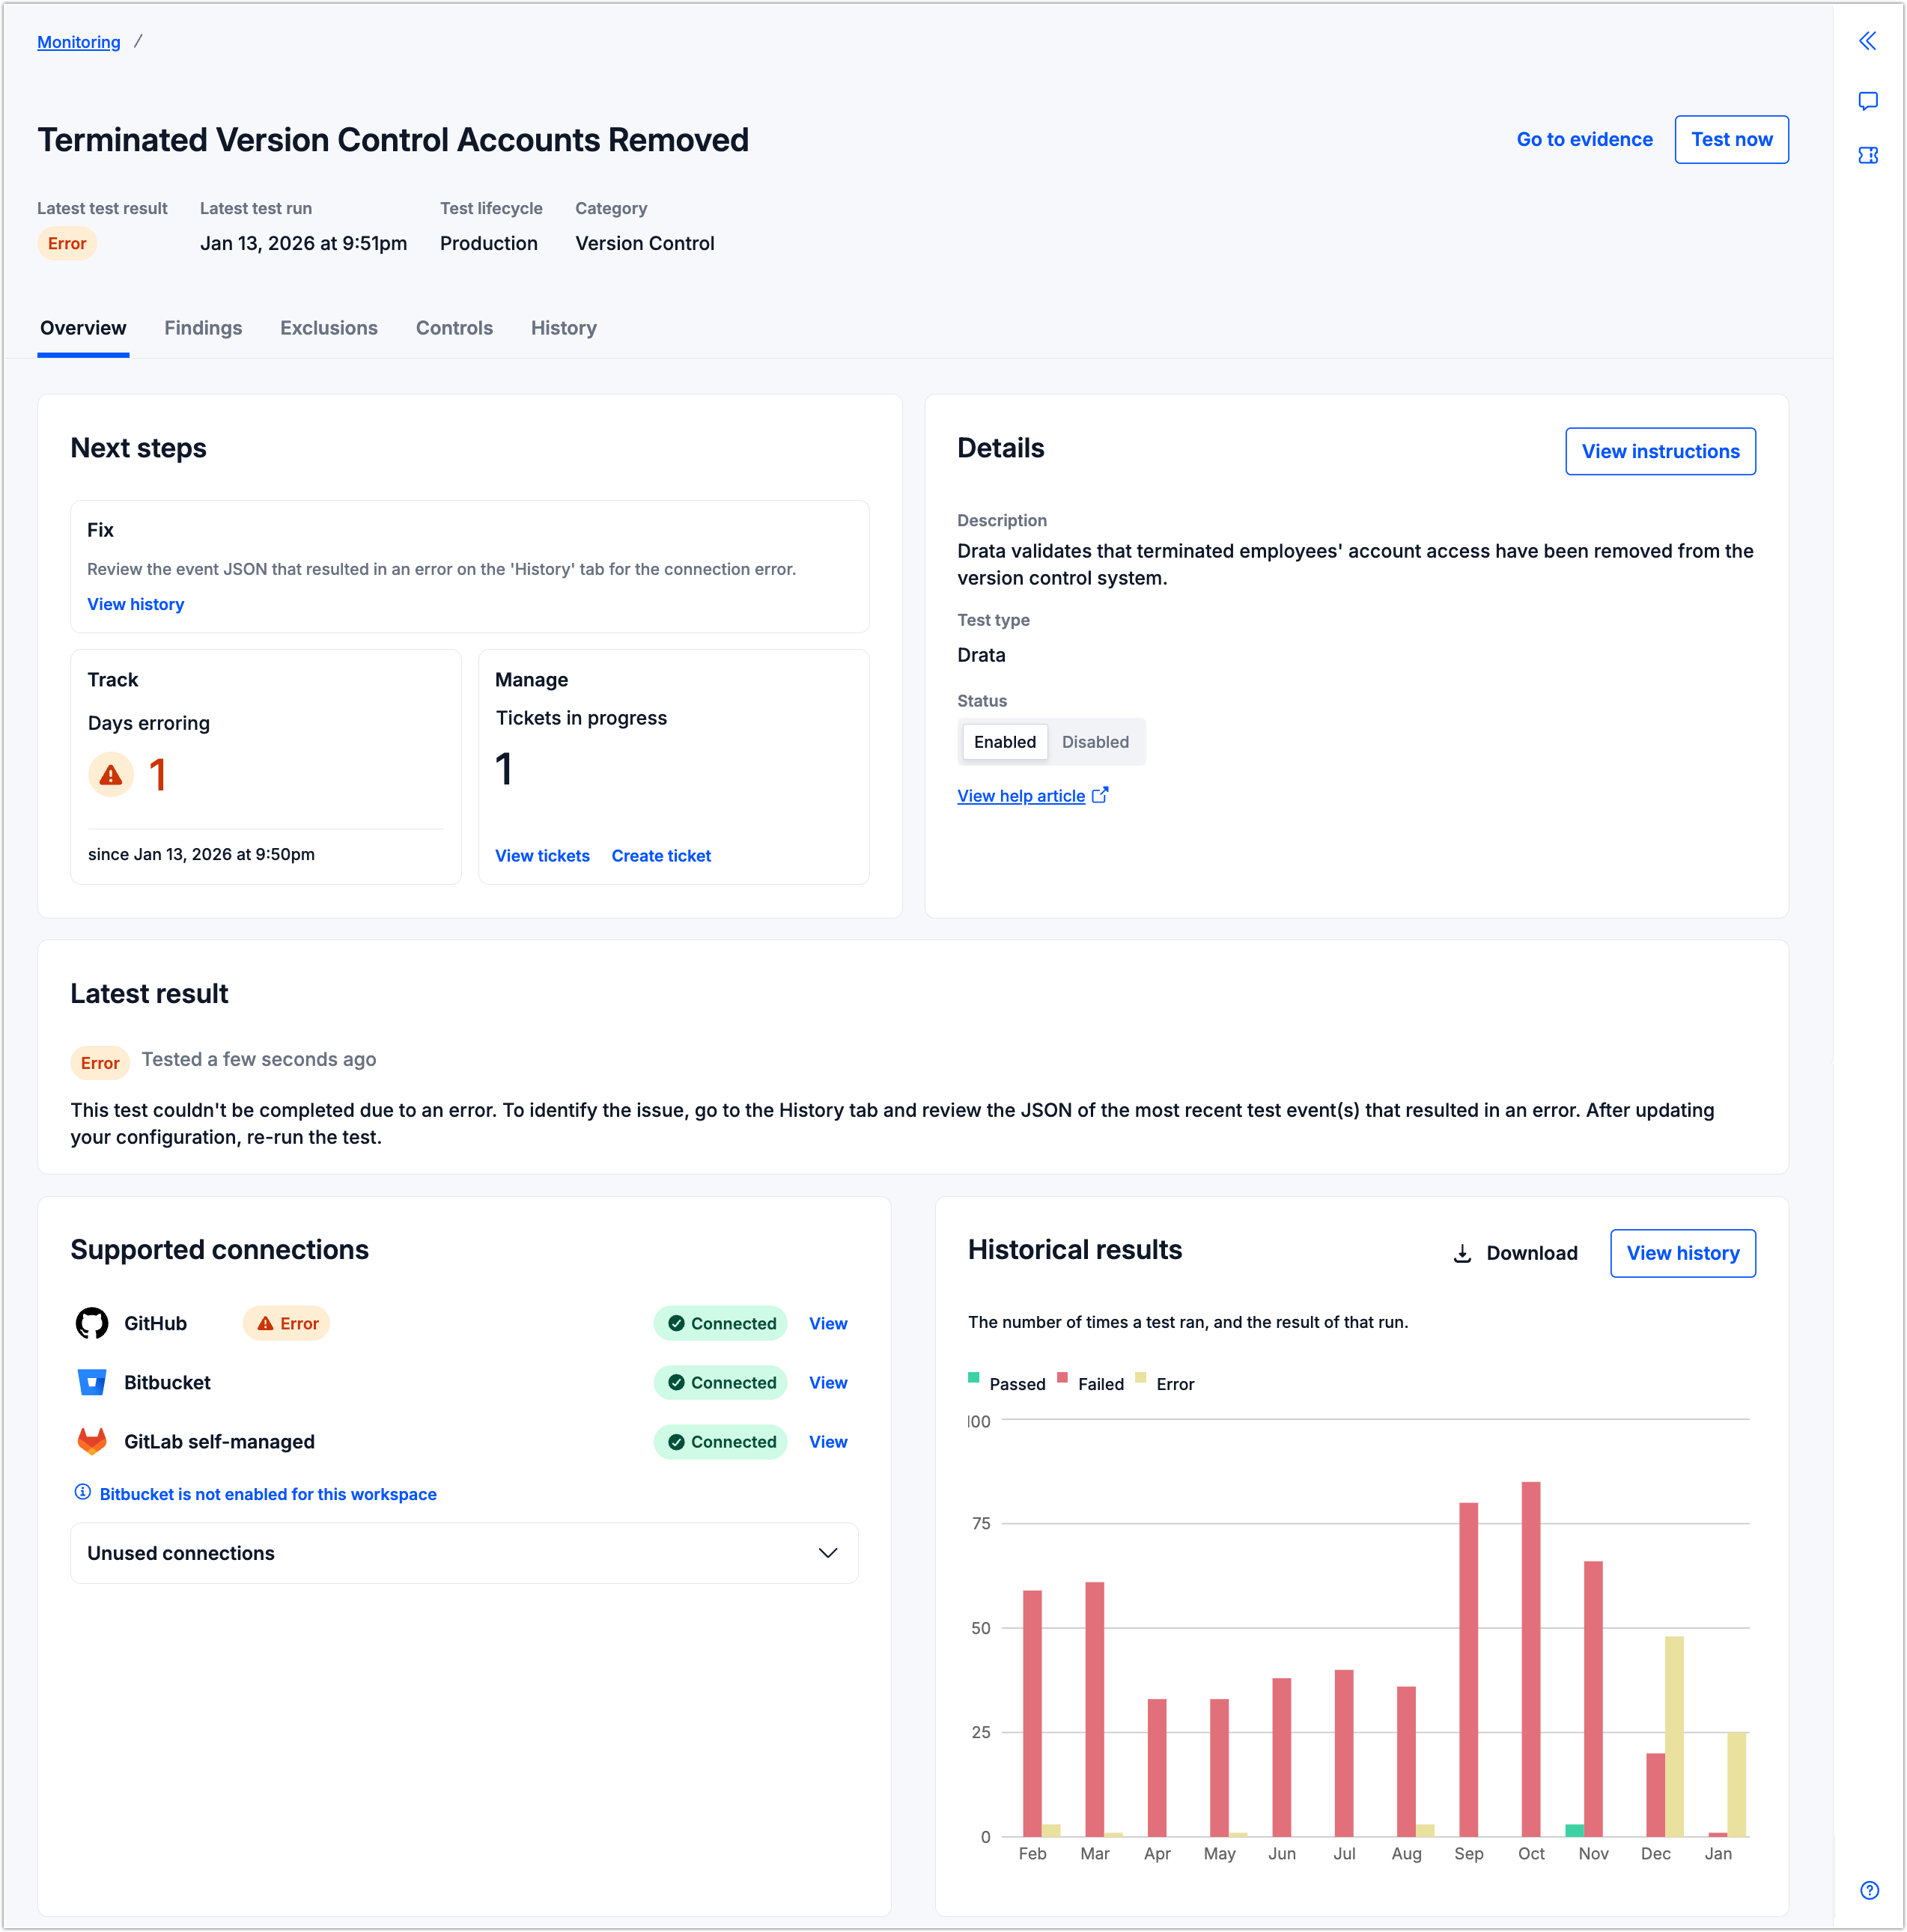 Monitoring /
Terminated Version Control Accounts Removed
Go to evidence
Test now
Latest test result
Latest test run
Test lifecycle
Category
Error
Jan 13, 2026 at 9:51pm
Production
Version Control
Overview
Findings
Exclusions
Controls
History
Next steps
Fix
Review the event JSON that resulted in an error on the 'History' tab for the connection error.
View history
Track
Days erroring
1
since Jan 13, 2026 at 9:50pm
Manage
Tickets in progress
1
View tickets
Create ticket
Details
View instructions
Description
Drata validates that terminated employees' account access have been removed from the
version control system.
Test type
Drata
Status
Enabled
Disabled
View help article
Latest result
Error
Tested a few seconds ago
This test couldn't be completed due to an error. To identify the issue, go to the History tab and review the JSON of the most recent test event(s) that resulted in an error. After updating
your configuration, re-run the test.
Supported connections
GitHub
Error
Connected
View
Bitbucket
Connected
View
GitLab self-managed
Connected
View
Bitbucket is not enabled for this workspace
Unused connections
Historical results
Download
View history
The number of times a test ran, and the result of that run.
Passed
Failed
Error
100
75
50
25
0
Feb
Mar
Apr
May
Jun
Jul
Aug
Sep
Oct
Nov
Dec
Jan